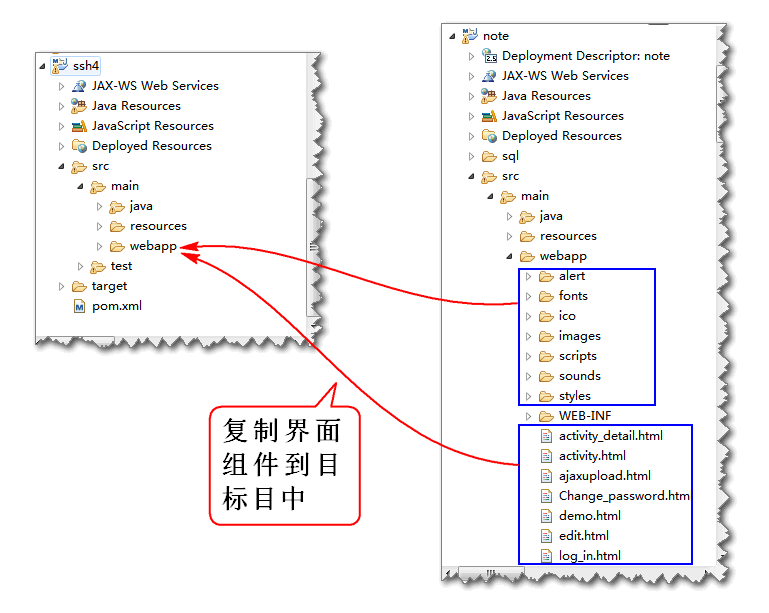 ssh4
JAX-WS Web Services
Java Resources
JavaScript Resources
Deployed Resources
src
main
java
resources
webapp
test
target
pom.xml
复制界面
组件到目
标目中
note
Deployment Descriptor: note
JAX-WS Web Services
Java Resources
JavaScript Resources
Deployed Resources
sql
src
main
java
resources
webapp
alert
fonts
ico
images
scripts
sounds
styles
WEB-INF
activity_detail.html
activity.html
ajaxupload.html
Change_password.htm
demo.html
edit.html
log_in.html